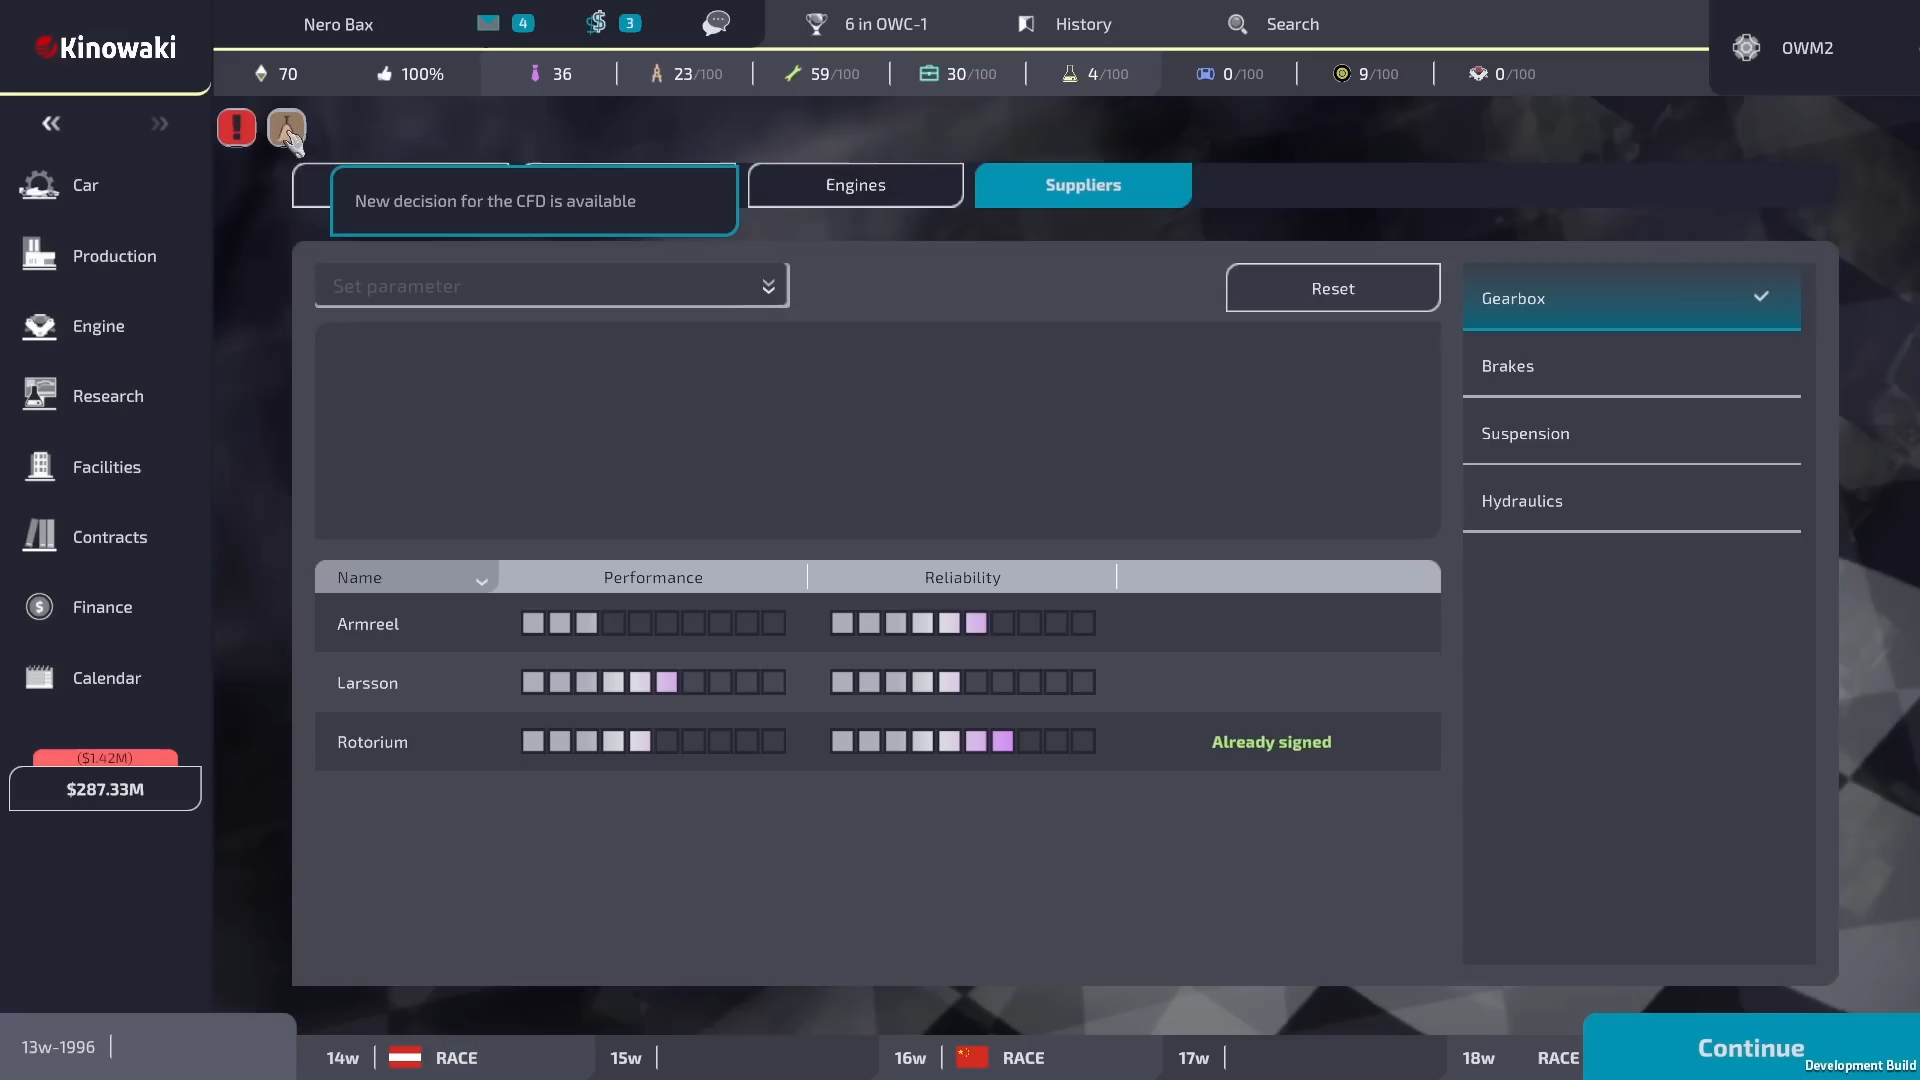 Kinowaki
Nero Bax
4
3
6 in OWC-1
History
Search
OWM2
70
100%
36
23/100
59/100
30/100
4/100
0/100
9/100
0/100
Car
Production
Engine
Research
Facilities
Contracts
Finance
Calendar
($1.42M)
$287.33M
New decision for the CFD is available
Engines
Suppliers
Set parameter
Reset
Gearbox
Brakes
Suspension
Hydraulics
Name
Performance
Reliability
Armreel
Larsson
Rotorium
Already signed
13w-1996
14w
RACE
15w
16w
RACE
17w
18w
RACE
Continue
Development Build